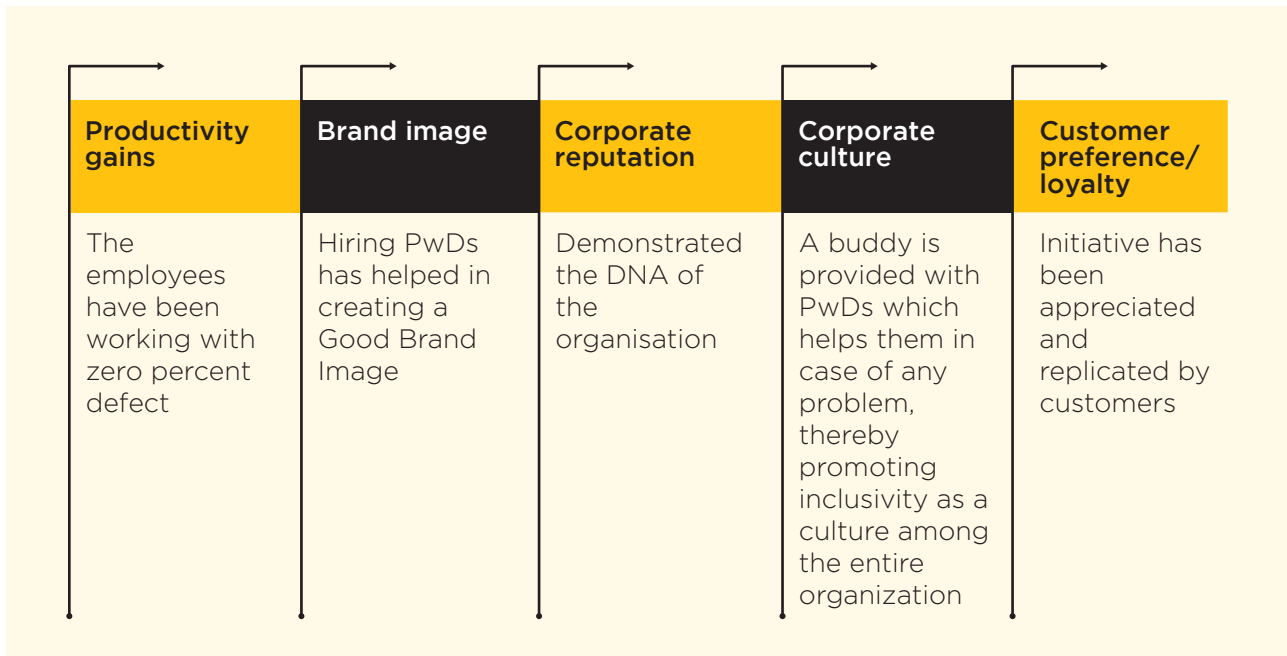 Productivity
gains
The
employees
have been
working with
zero percent
defect
Brand image
Hiring PwDs
has helped in
creating a
Good Brand
Image
Corporate
reputation
Demonstrated
the DNA of
the
organisation
Corporate
culture
A buddy is
provided with
PwDs which
helps them in
case of any
problem,
thereby
promoting
inclusivity as a
culture among
the entire
organization
Customer
preference/
loyalty
Initiative has
been
appreciated
and
replicated by
customers